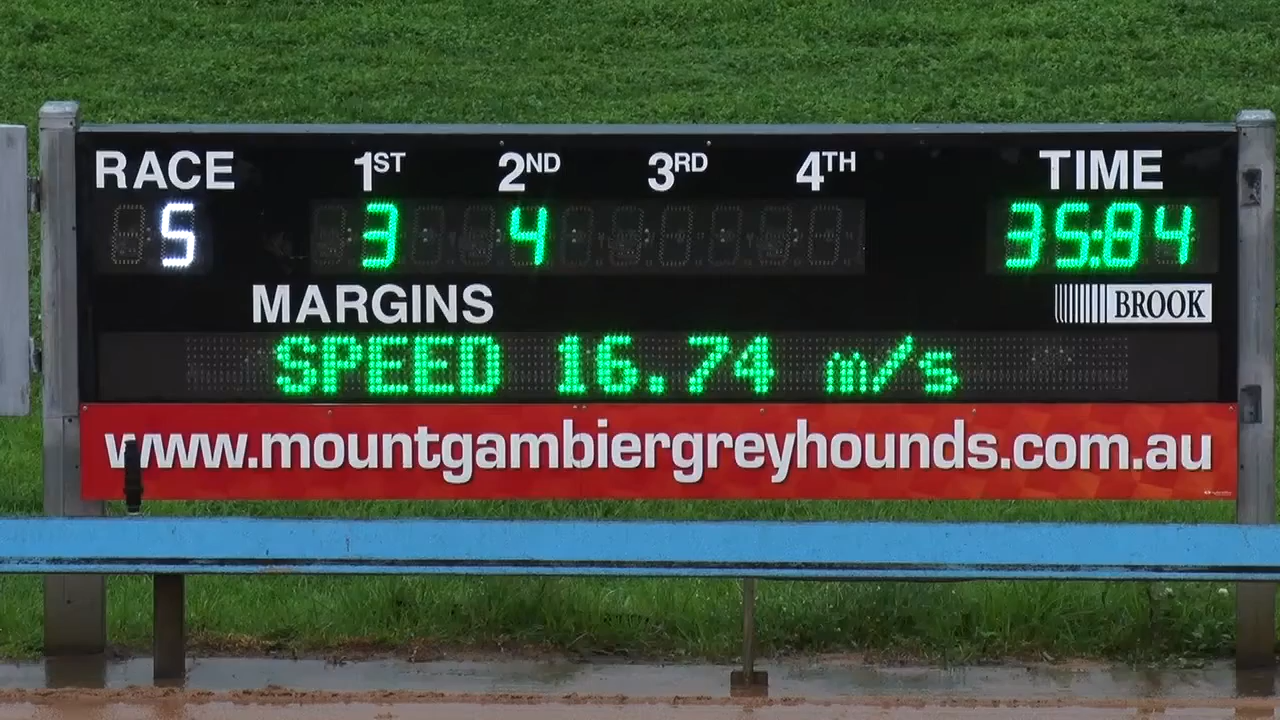 RACE 1ST 2ND 3RD 4TH TIME
5 3 4 35:84
MARGINS BROOK
SPEED 16.74 m/s
www.mountgambiergreyhounds.com.au